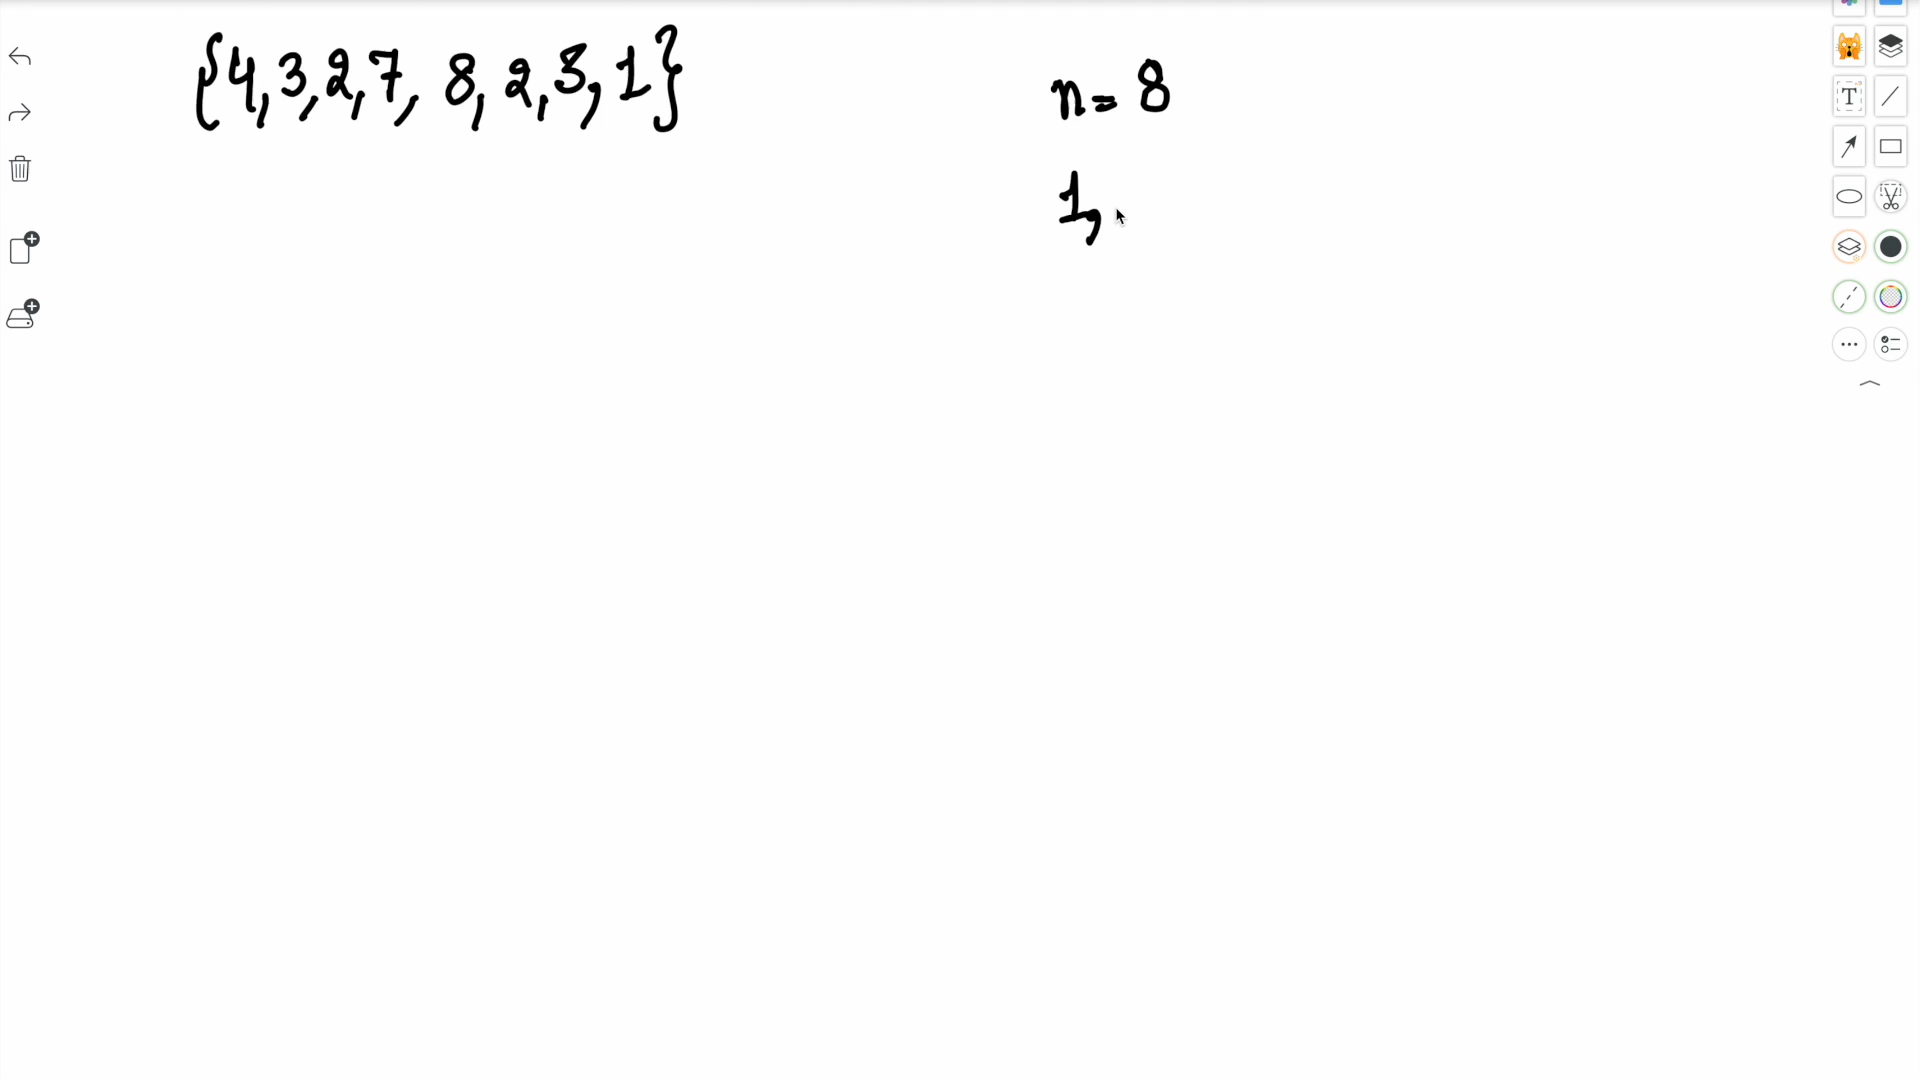 {4,3,2,7, 8,2,3,1}
n = 8
1,
T